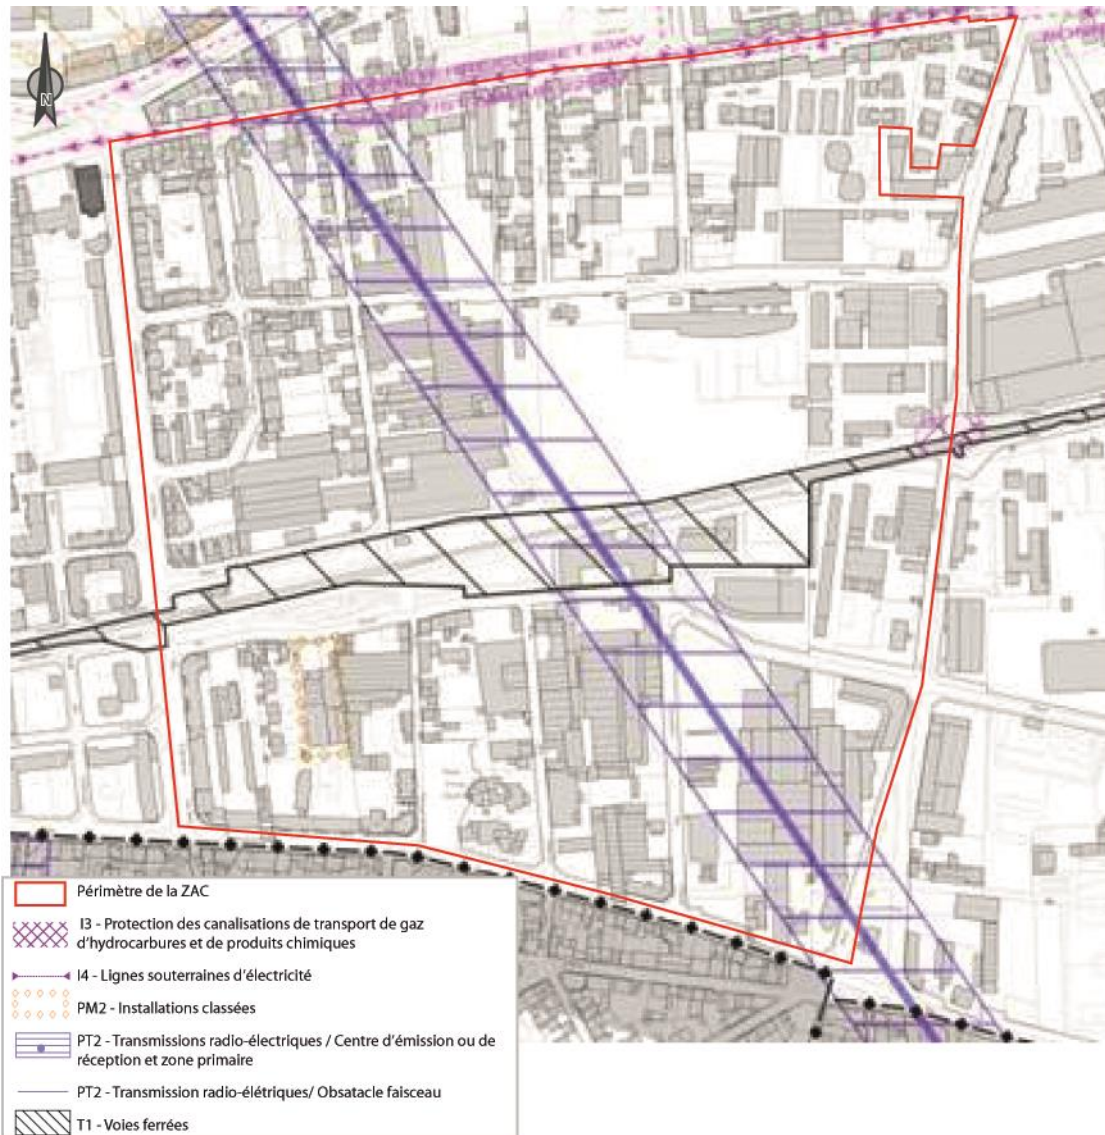 N
63KV
Périmètre de la ZAC
I3 - Protection des canalisations de transport de gaz
d'hydrocarbures et de produits chimiques
I4 - Lignes souterraines d'électricité
PM2 - Installations classées
PT2 - Transmissions radio-électriques / Centre d'émission ou de
réception et zone primaire
PT2 - Transmission radio-élétriques/ Obsatacle faisceau
T1 - Voies ferrées